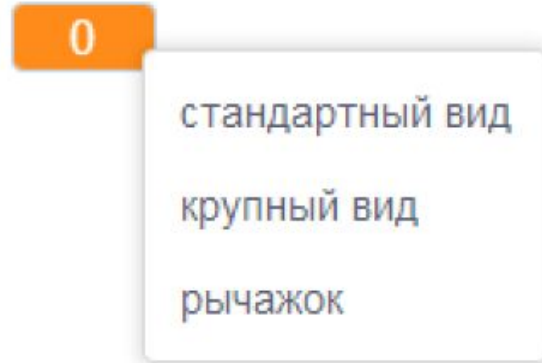 0
стандартный вид
крупный вид
рычажок